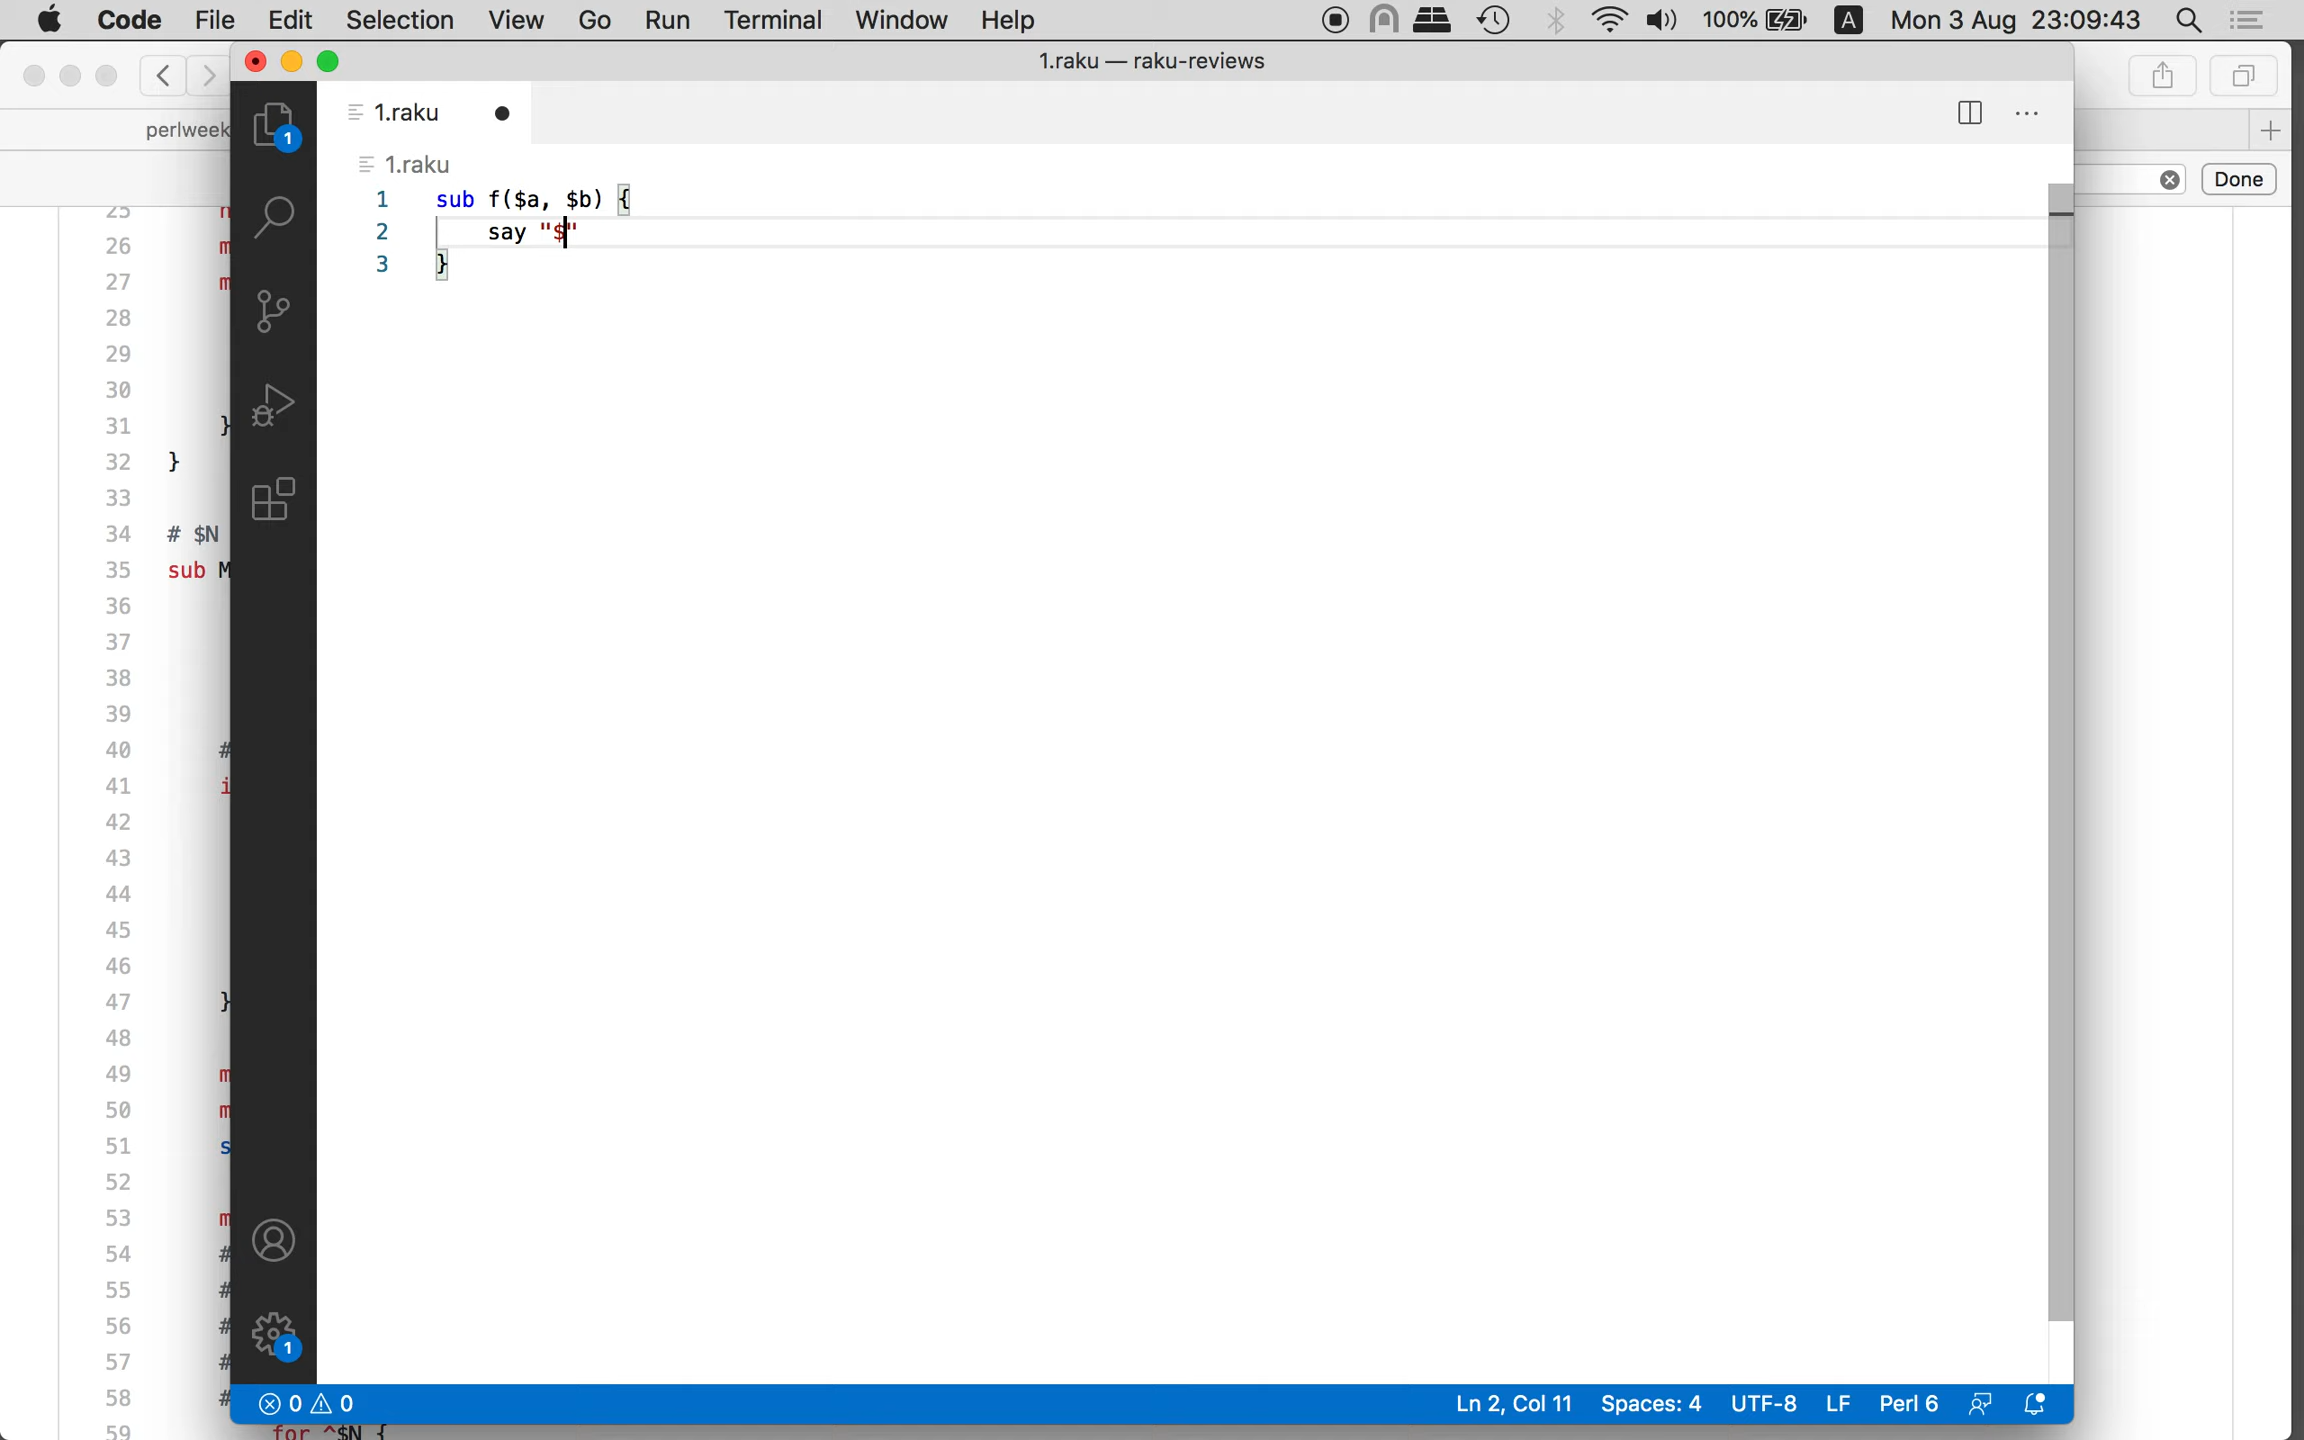 Code File Edit Selection View Go Run Terminal Window Help 100% A Mon 3 Aug 23:09:43
1.raku — raku-reviews
1.raku
perlweek
1.raku
Done
1 sub f($a, $b) {
2 say "$"
3 }
25
26 m
27 m
28
29
30
31 }
32 }
33
34 # $N
35 sub M
36
37
38
39
40 #
41 i
42
43
44
45
46
47 }
48
49 m
50 m
51 s
52
53 m
54 #
55 #
56 #
57 #
58 #
59 for ^$N {
1
1
0 0 Ln 2, Col 11 Spaces: 4 UTF-8 LF Perl 6